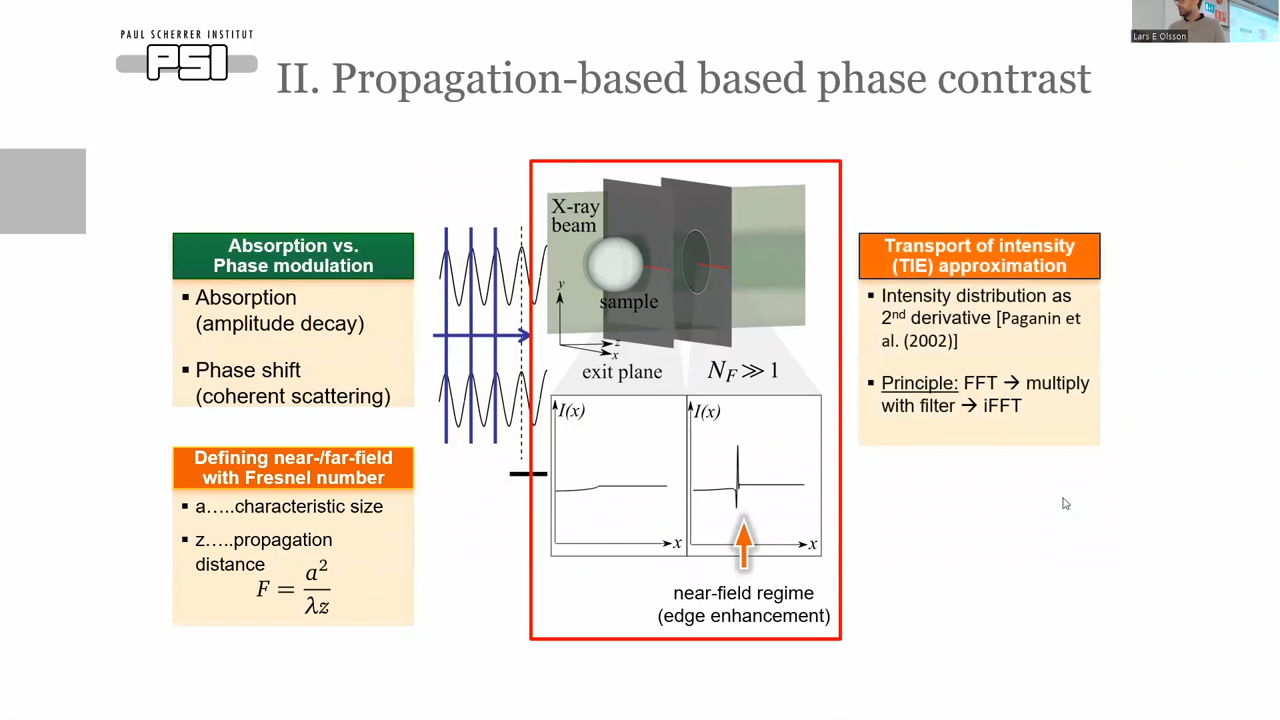 PAUL SCHERRER INSTITUT
PSI
Lars E Olsson
II. Propagation-based based phase contrast
Absorption vs.
Phase modulation
▪ Absorption
(amplitude decay)
▪ Phase shift
(coherent scattering)
Defining near-/far-field
with Fresnel number
▪ a…..characteristic size
▪ z…..propagation
distance
F = a²/λz
X-ray
beam
sample
y
z
x
exit plane
N_F ≫ 1
I(x)
I(x)
x
x
near-field regime
(edge enhancement)
Transport of intensity
(TIE) approximation
▪ Intensity distribution as
2nd derivative [Paganin et
al. (2002)]
▪ Principle: FFT → multiply
with filter → iFFT